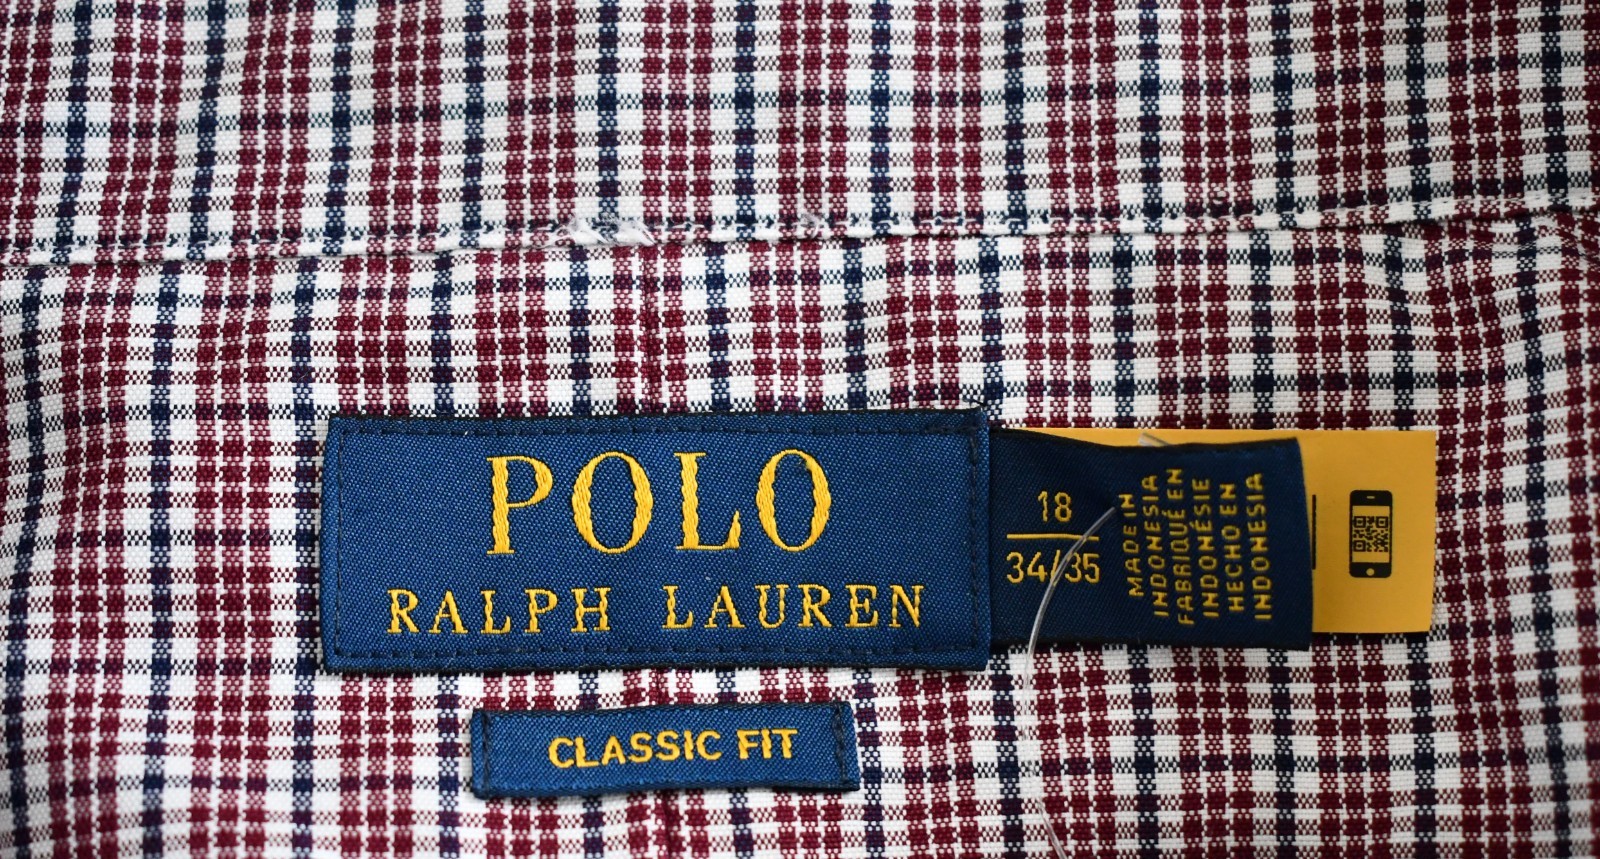 POLO
RALPH LAUREN
18
34/35
MADE IN
INDONESIA
FABRIQUÉ EN
INDONÉSIE
HECHO EN
INDONESIA
CLASSIC FIT